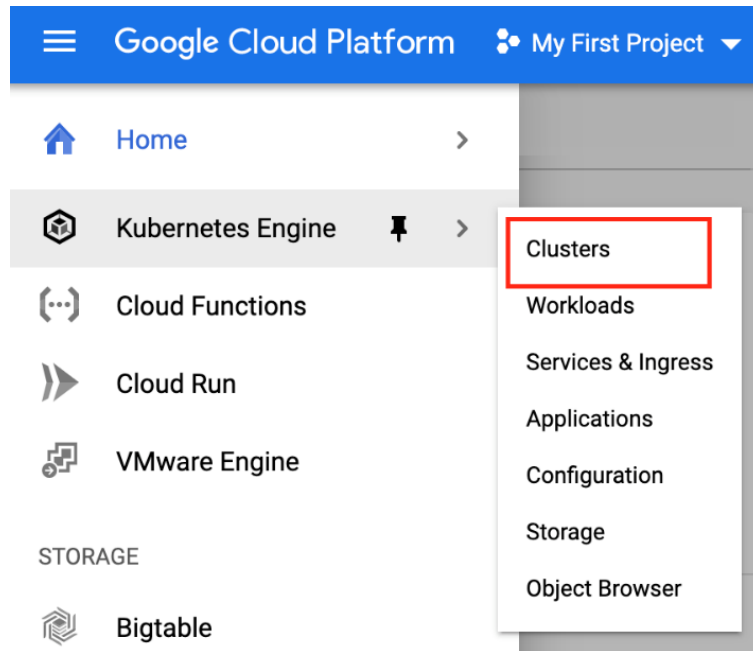 Google Cloud Platform My First Project
Home
Kubernetes Engine
Cloud Functions
Cloud Run
VMware Engine
STORAGE
Bigtable
Clusters
Workloads
Services & Ingress
Applications
Configuration
Storage
Object Browser